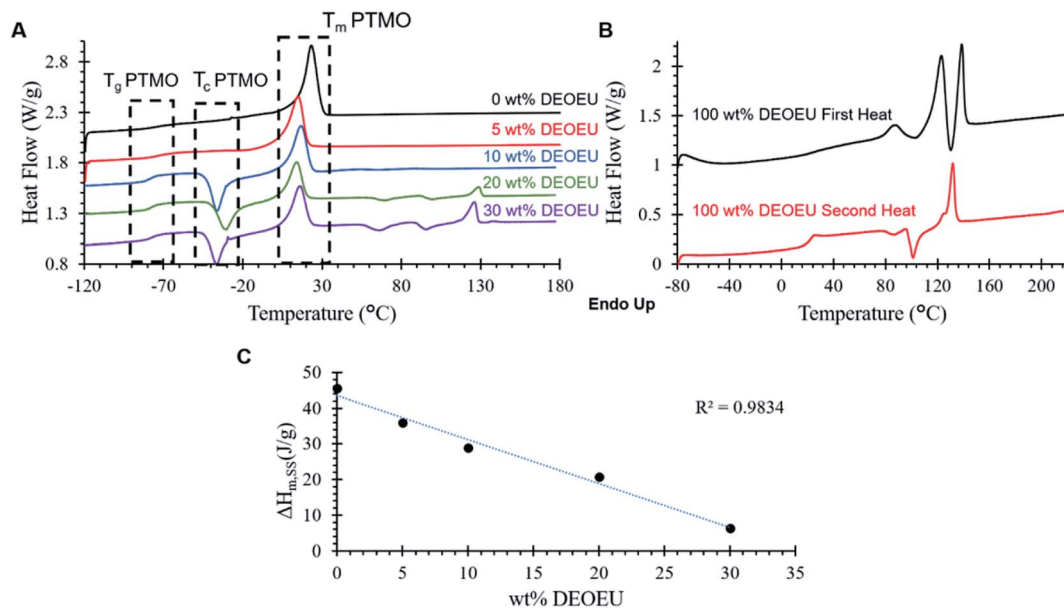 A
T_m PTMO
T_g PTMO
T_c PTMO
Heat Flow (W/g)
2.8
2.3
1.8
1.3
0.8
0 wt% DEOEU
5 wt% DEOEU
10 wt% DEOEU
20 wt% DEOEU
30 wt% DEOEU
-120 -70 -20 30 80 130 180
Temperature (°C)
Endo Up
B
Heat Flow (W/g)
2
1.5
1
0.5
0
100 wt% DEOEU First Heat
100 wt% DEOEU Second Heat
-80 -40 0 40 80 120 160 200
Temperature (°C)
C
ΔH_m,SS(J/g)
50
40
30
20
10
0
R² = 0.9834
0 5 10 15 20 25 30 35
wt% DEOEU